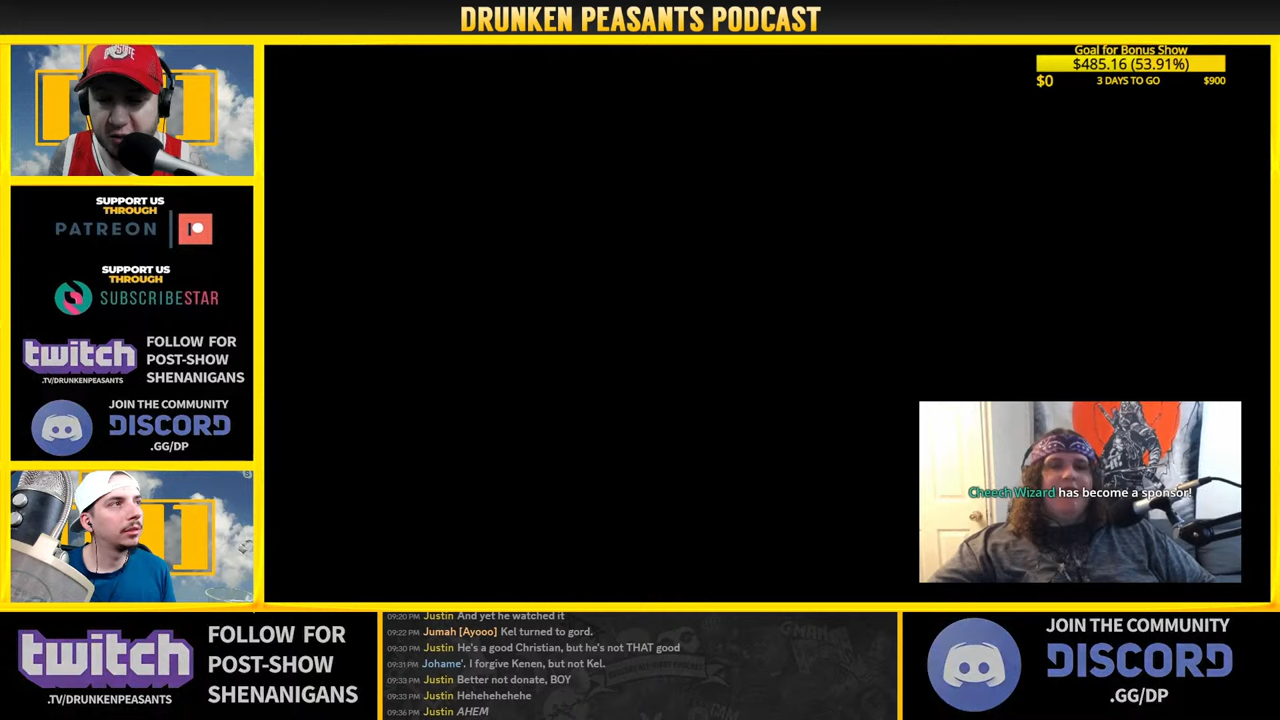 DRUNKEN PEASANTS PODCAST
Goal for Bonus Show
$485.16 (53.91%)
$0 3 DAYS TO GO $900
SUPPORT US
THROUGH
PATREON
SUPPORT US
THROUGH
SUBSCRIBESTAR
twitch
.TV/DRUNKENPEASANTS
FOLLOW FOR
POST-SHOW
SHENANIGANS
JOIN THE COMMUNITY
DISCORD
.GG/DP
Cheech Wizard has become a sponsor!
twitch
.TV/DRUNKENPEASANTS
FOLLOW FOR
POST-SHOW
SHENANIGANS
09:20 PM Justin And yet he watched it
09:22 PM Jumah [Ayooo] Kel turned to gord.
09:30 PM Justin He's a good Christian, but he's not THAT good
09:31 PM Johame'. I forgive Kenen, but not Kel.
09:33 PM Justin Better not donate, BOY
09:33 PM Justin Hehehehehehe
09:36 PM Justin AHEM
JOIN THE COMMUNITY
DISCORD
.GG/DP